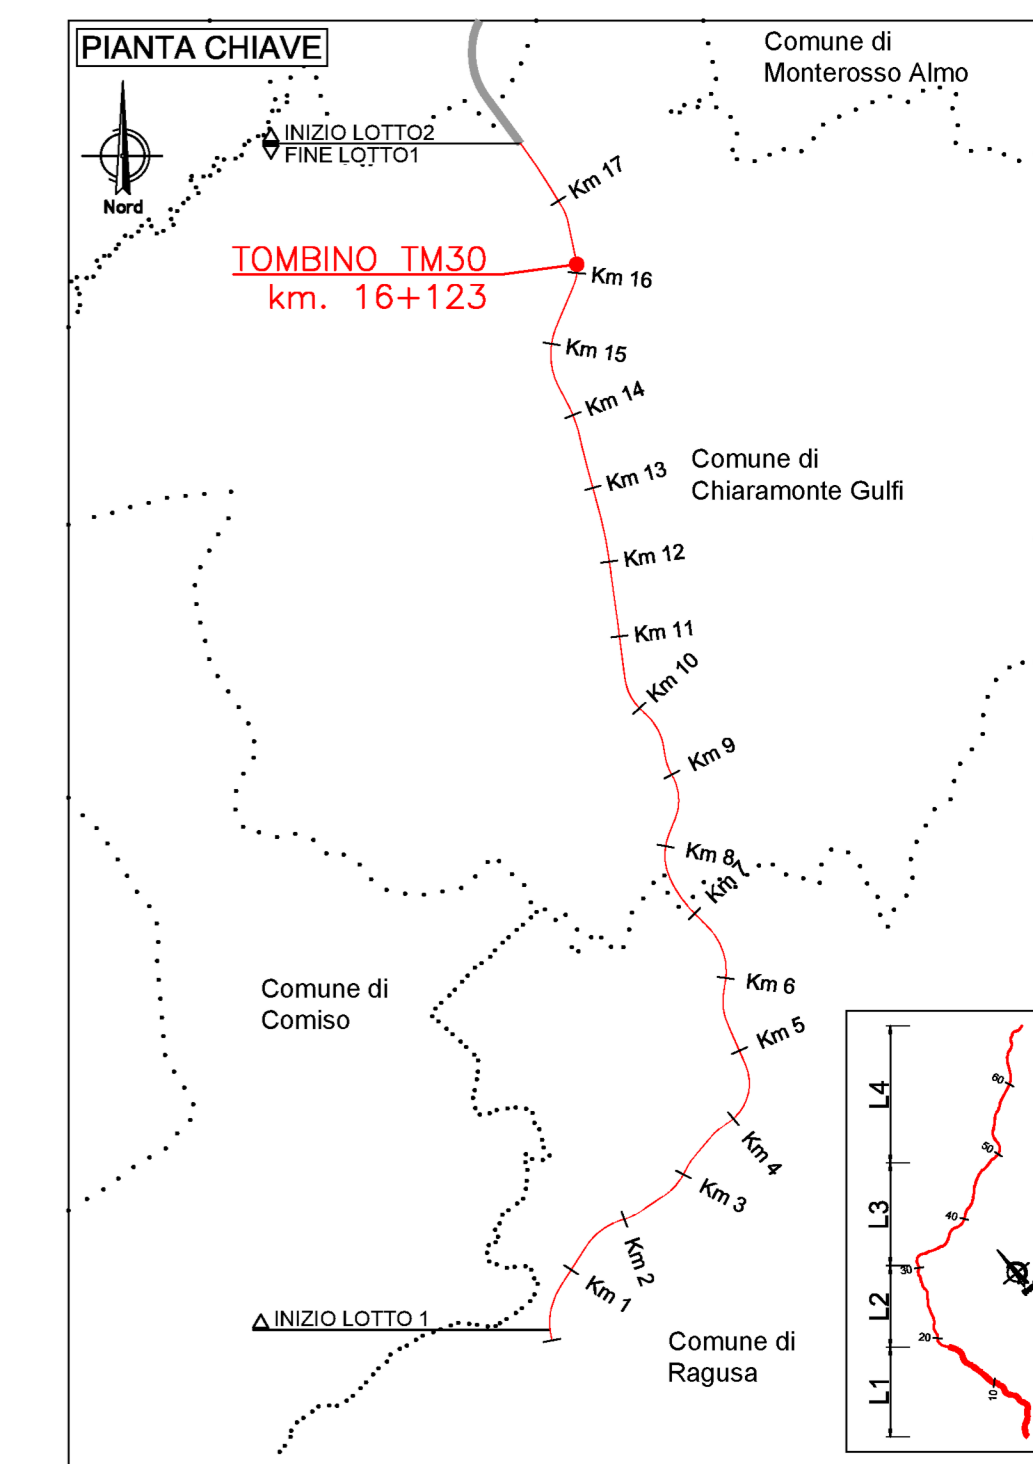 PIANTA CHIAVE
Comune di
Monterosso Almo
INIZIO LOTTO2
FINE LOTTO1
Nord
Km 17
TOMBINO TM30
km. 16+123
Km 16
Km 15
Km 14
Comune di
Chiaramonte Gulfi
Km 13
Km 12
Km 11
Km 10
Km 9
Km 8
Km 7
Comune di
Comiso
Km 6
Km 5
Km 4
Km 3
Km 2
Km 1
INIZIO LOTTO 1
Comune di
Ragusa
L4
60
50
L3
40
30
L2
20
L1
10